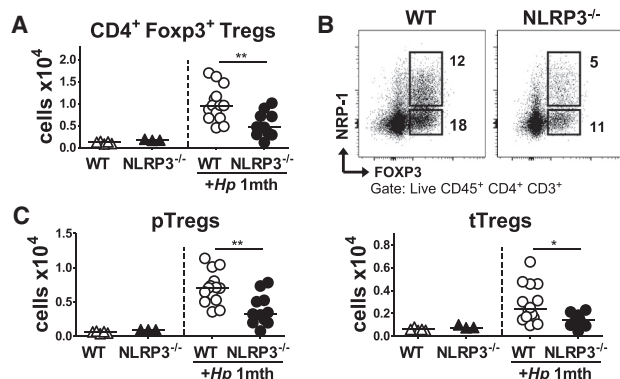 A
CD4⁺ Foxp3⁺ Tregs
cells x10⁴
2.0
1.5
1.0
0.5
0.0
**
WT NLRP3⁻/⁻ WT NLRP3⁻/⁻
+Hp 1mth
B
WT NLRP3⁻/⁻
12
18
5
11
NRP-1
FOXP3
Gate: Live CD45⁺ CD4⁺ CD3⁺
C
pTregs
cells x10⁴
1.5
1.0
0.5
0.0
**
WT NLRP3⁻/⁻ WT NLRP3⁻/⁻
+Hp 1mth
tTregs
cells x10⁴
0.8
0.6
0.4
0.2
0.0
*
WT NLRP3⁻/⁻ WT NLRP3⁻/⁻
+Hp 1mth